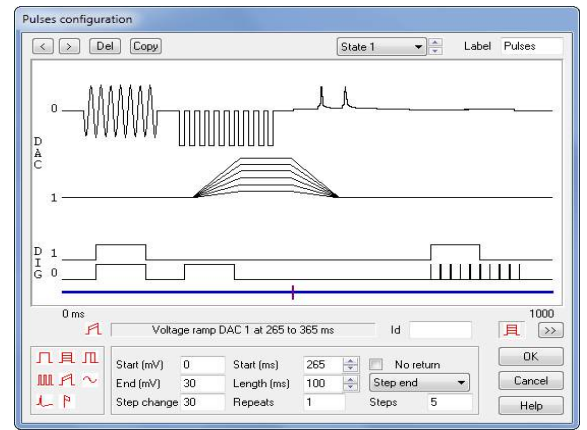 Pulses configuration
< > Del Copy State 1 Label Pulses
0
DAC
1
DIG
1
0
0 ms 1000
Voltage ramp DAC 1 at 265 to 365 ms Id >>
Start (mV) 0 Start (ms) 265 No return OK
End (mV) 30 Length (ms) 100 Step end Cancel
Step change 30 Repeats 1 Steps 5 Help